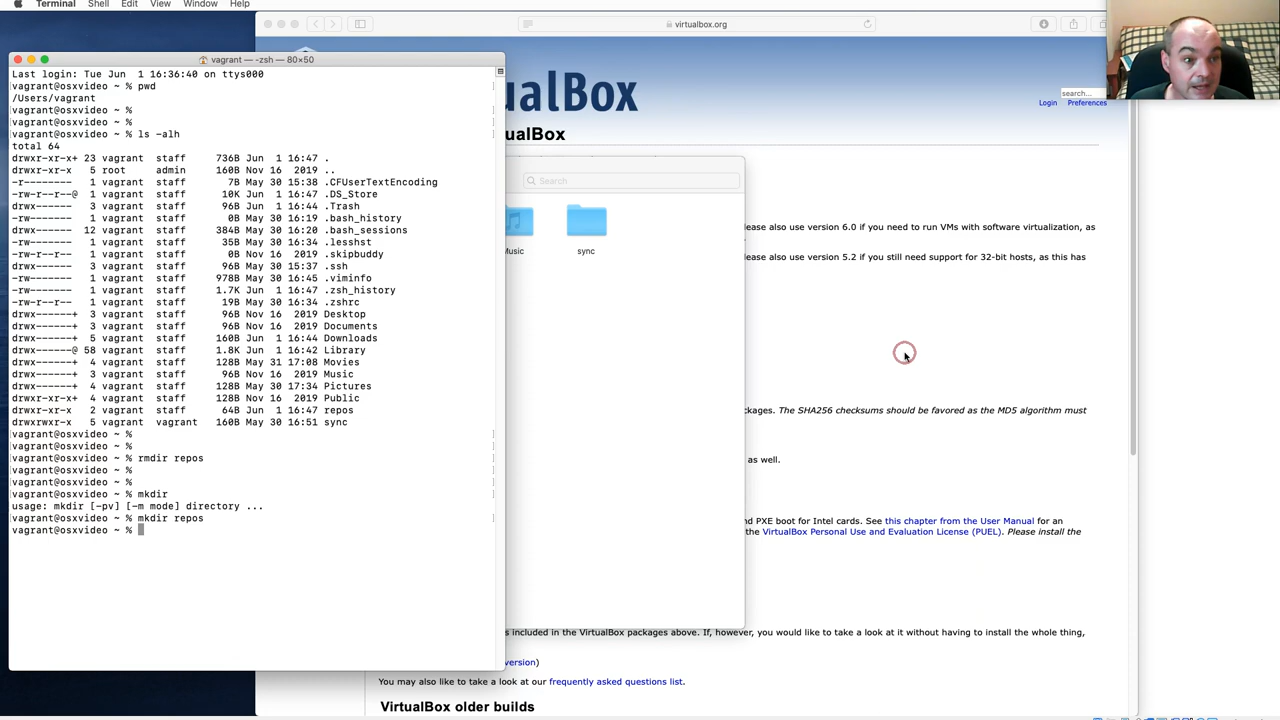 Terminal Shell Edit View Window Help
virtualbox.org
vagrant — -zsh — 80×50
Last login: Tue Jun  1 16:36:40 on ttys000
vagrant@osxvideo ~ % pwd
/Users/vagrant
vagrant@osxvideo ~ %
vagrant@osxvideo ~ %
vagrant@osxvideo ~ % ls -alh
total 64
drwxr-xr-x+ 23 vagrant  staff   736B Jun  1 16:47 .
drwxr-xr-x   5 root     admin   160B Nov 16  2019 ..
-r--------   1 vagrant  staff     7B May 30 15:38 .CFUserTextEncoding
-rw-r--r--@  1 vagrant  staff    10K Jun  1 16:47 .DS_Store
drwx------   3 vagrant  staff    96B Jun  1 16:44 .Trash
-rw-------   1 vagrant  staff     0B May 30 16:19 .bash_history
drwx------  12 vagrant  staff   384B May 30 16:20 .bash_sessions
-rw-------   1 vagrant  staff    35B May 30 16:34 .lesshst
-rw-r--r--   1 vagrant  staff     0B Nov 16  2019 .skipbuddy
drwx------   3 vagrant  staff    96B May 30 15:37 .ssh
-rw-------   1 vagrant  staff   978B May 30 16:45 .viminfo
-rw-------   1 vagrant  staff   1.7K Jun  1 16:47 .zsh_history
-rw-r--r--   1 vagrant  staff    19B May 30 16:34 .zshrc
drwx------+  3 vagrant  staff    96B Nov 16  2019 Desktop
drwx------+  3 vagrant  staff    96B Nov 16  2019 Documents
drwx------+  5 vagrant  staff   160B Jun  1 16:44 Downloads
drwx------@ 58 vagrant  staff   1.8K Jun  1 16:42 Library
drwx------+  4 vagrant  staff   128B May 31 17:08 Movies
drwx------+  3 vagrant  staff    96B Nov 16  2019 Music
drwx------+  4 vagrant  staff   128B May 30 17:34 Pictures
drwxr-xr-x+  4 vagrant  staff   128B Nov 16  2019 Public
drwxr-xr-x   2 vagrant  staff    64B Jun  1 16:47 repos
drwxrwxr-x   5 vagrant  vagrant  160B May 30 16:51 sync
vagrant@osxvideo ~ %
vagrant@osxvideo ~ %
vagrant@osxvideo ~ % rmdir repos
vagrant@osxvideo ~ %
vagrant@osxvideo ~ %
vagrant@osxvideo ~ % mkdir
usage: mkdir [-pv] [-m mode] directory ...
vagrant@osxvideo ~ % mkdir repos
vagrant@osxvideo ~ %
ualBox
search...
Login Preferences
ualBox
Search
Music
sync
lease also use version 6.0 if you need to run VMs with software virtualization, as
lease also use version 5.2 if you still need support for 32-bit hosts, as this has
ckages. The SHA256 checksums should be favored as the MD5 algorithm must
as well.
nd PXE boot for Intel cards. See this chapter from the User Manual for an
the VirtualBox Personal Use and Evaluation License (PUEL). Please install the
s included in the VirtualBox packages above. If, however, you would like to take a look at it without having to install the whole thing,
version)
You may also like to take a look at our frequently asked questions list.
VirtualBox older builds